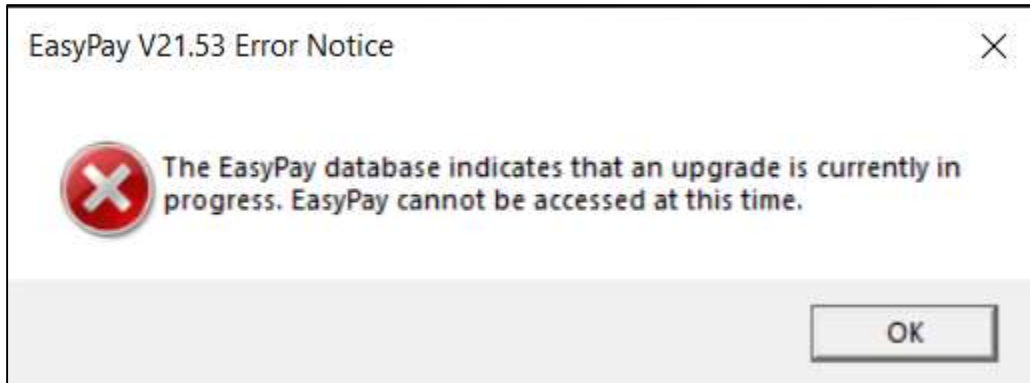 EasyPay V21.53 Error Notice
The EasyPay database indicates that an upgrade is currently in
progress. EasyPay cannot be accessed at this time.
OK